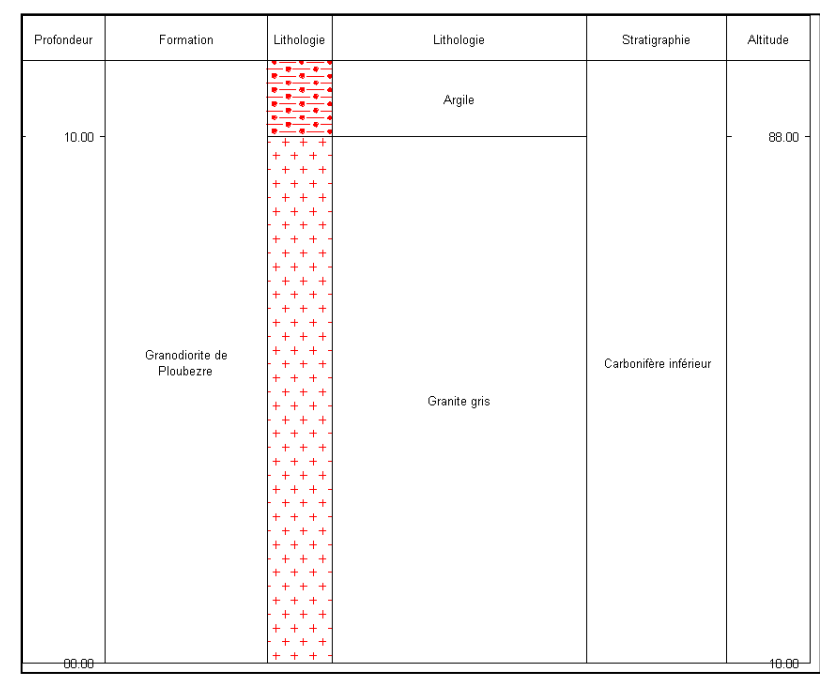 Profondeur
Formation
Lithologie
Lithologie
Stratigraphie
Altitude
Argile
10.00
88.00
Granodiorite de
Ploubezre
Carbonifère inférieur
Granite gris